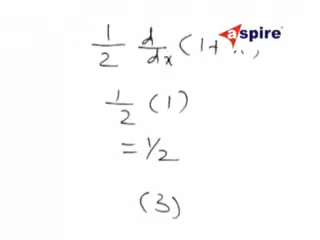 1/2 d/dx (1+
aspire
1/2 (1)
= 1/2
(3)